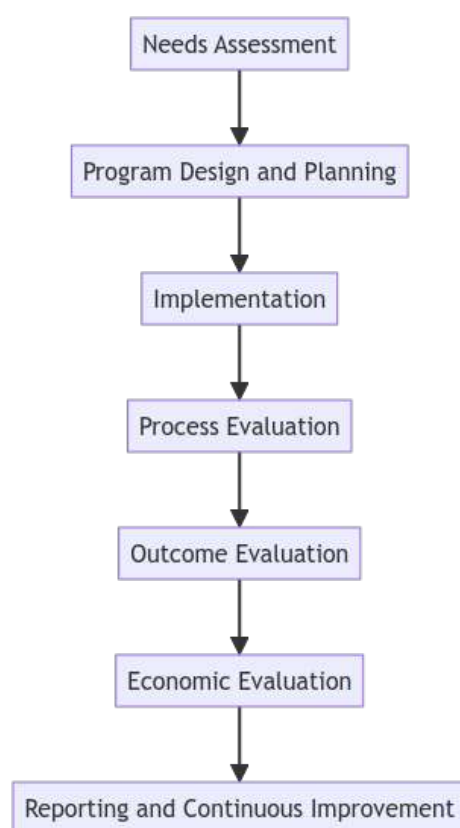 Needs Assessment
Program Design and Planning
Implementation
Process Evaluation
Outcome Evaluation
Economic Evaluation
Reporting and Continuous Improvement